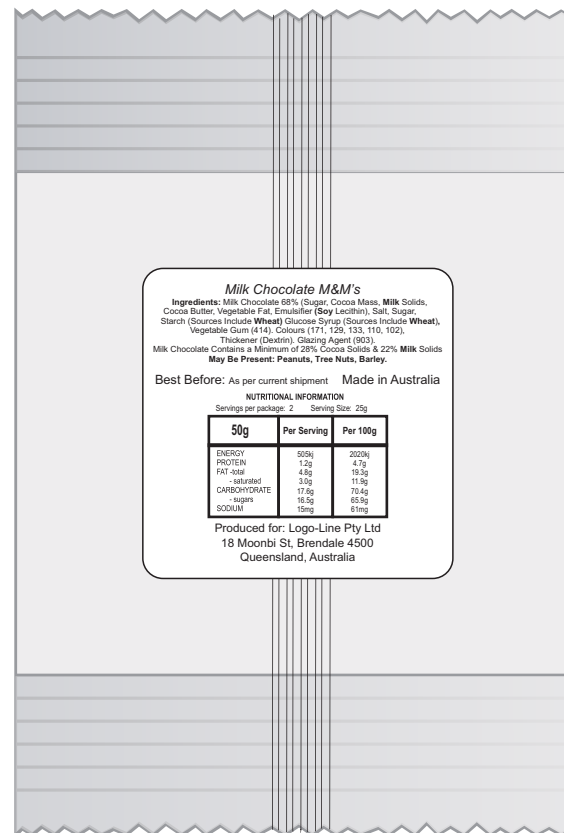 Milk Chocolate M&M's
Ingredients: Milk Chocolate 68% (Sugar, Cocoa Mass, Milk Solids,
Cocoa Butter, Vegetable Fat, Emulsifier (Soy Lecithin), Salt, Sugar,
Starch (Sources Include Wheat) Glucose Syrup (Sources Include Wheat),
Vegetable Gum (414). Colours (171, 129, 133, 110, 102),
Thickener (Dextrin). Glazing Agent (903).
Milk Chocolate Contains a Minimum of 28% Cocoa Solids & 22% Milk Solids
May Be Present: Peanuts, Tree Nuts, Barley.
Best Before: As per current shipment Made in Australia
NUTRITIONAL INFORMATION
Servings per package: 2 Serving Size: 25g
50g Per Serving Per 100g
ENERGY 505kj 2020kj
PROTEIN 1.2g 4.7g
FAT -total 4.8g 19.3g
- saturated 3.0g 11.9g
CARBOHYDRATE 17.6g 70.4g
- sugars 16.5g 65.9g
SODIUM 15mg 61mg
Produced for: Logo-Line Pty Ltd
18 Moonbi St, Brendale 4500
Queensland, Australia